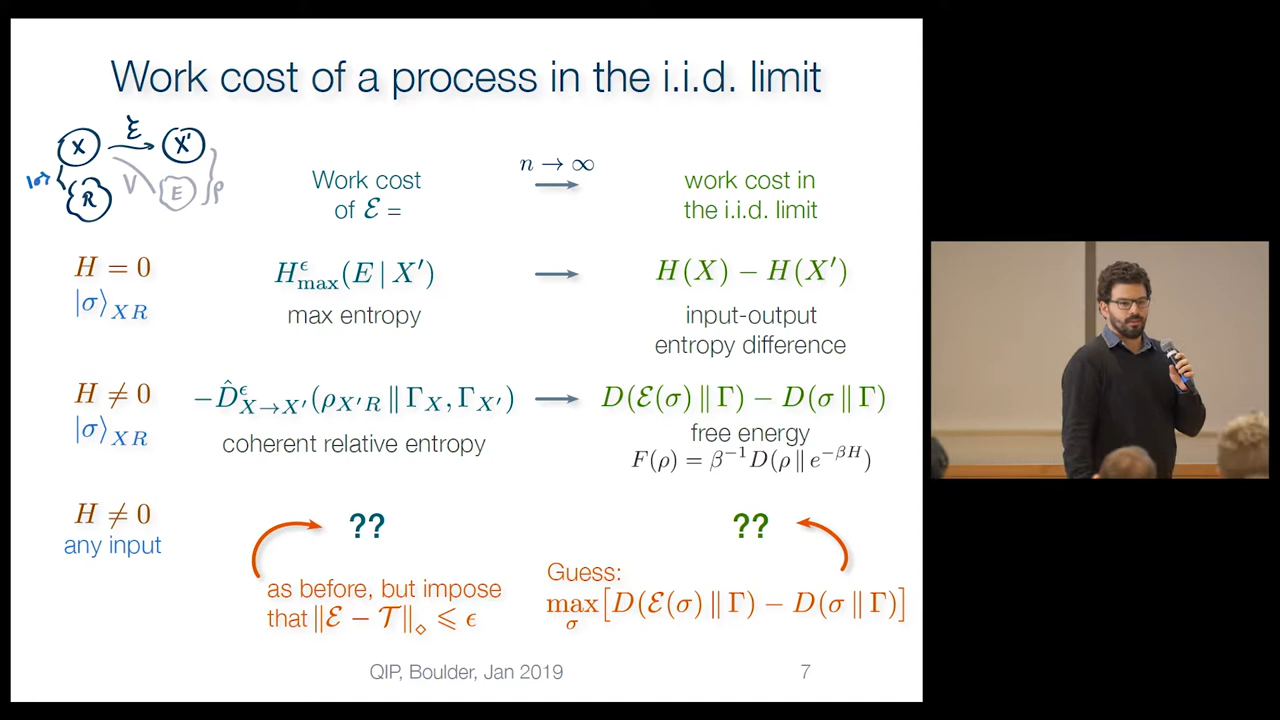 Work cost of a process in the i.i.d. limit
X ℰ X'
|σ⟩ R V E ρ
Work cost
of ℰ =
n → ∞
work cost in
the i.i.d. limit
H = 0
|σ⟩_{XR}
H^ϵ_{max}(E | X')
max entropy
H(X) − H(X')
input-output
entropy difference
H ≠ 0
|σ⟩_{XR}
−D̂^ϵ_{X→X'}(ρ_{X'R} ‖ Γ_X, Γ_{X'})
coherent relative entropy
D(ℰ(σ) ‖ Γ) − D(σ ‖ Γ)
free energy
F(ρ) = β^{−1}D(ρ ‖ e^{−βH})
H ≠ 0
any input
??
as before, but impose
that ‖ℰ − 𝒯‖_⋄ ⩽ ϵ
??
Guess:
max_σ[D(ℰ(σ) ‖ Γ) − D(σ ‖ Γ)]
QIP, Boulder, Jan 2019
7